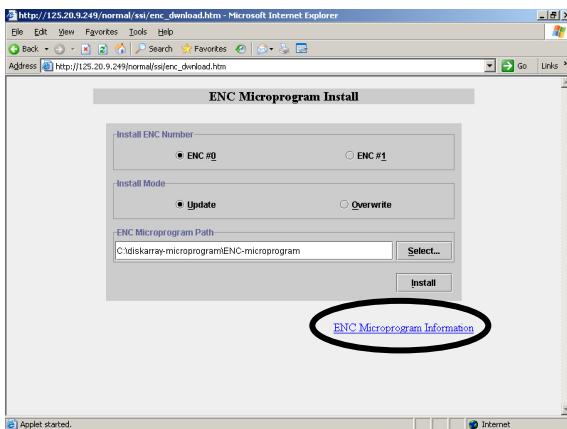 http://125.20.9.249/normal/ssi/enc_dwnload.htm - Microsoft Internet Explorer
File Edit View Favorites Tools Help
Back Search Favorites
Address http://125.20.9.249/normal/ssi/enc_dwnload.htm Go Links
ENC Microprogram Install
Install ENC Number
ENC #0 ENC #1
Install Mode
Update Overwrite
ENC Microprogram Path
C:\diskarray-microprogram\ENC-microprogram Select...
Install
ENC Microprogram Information
Applet started. Internet